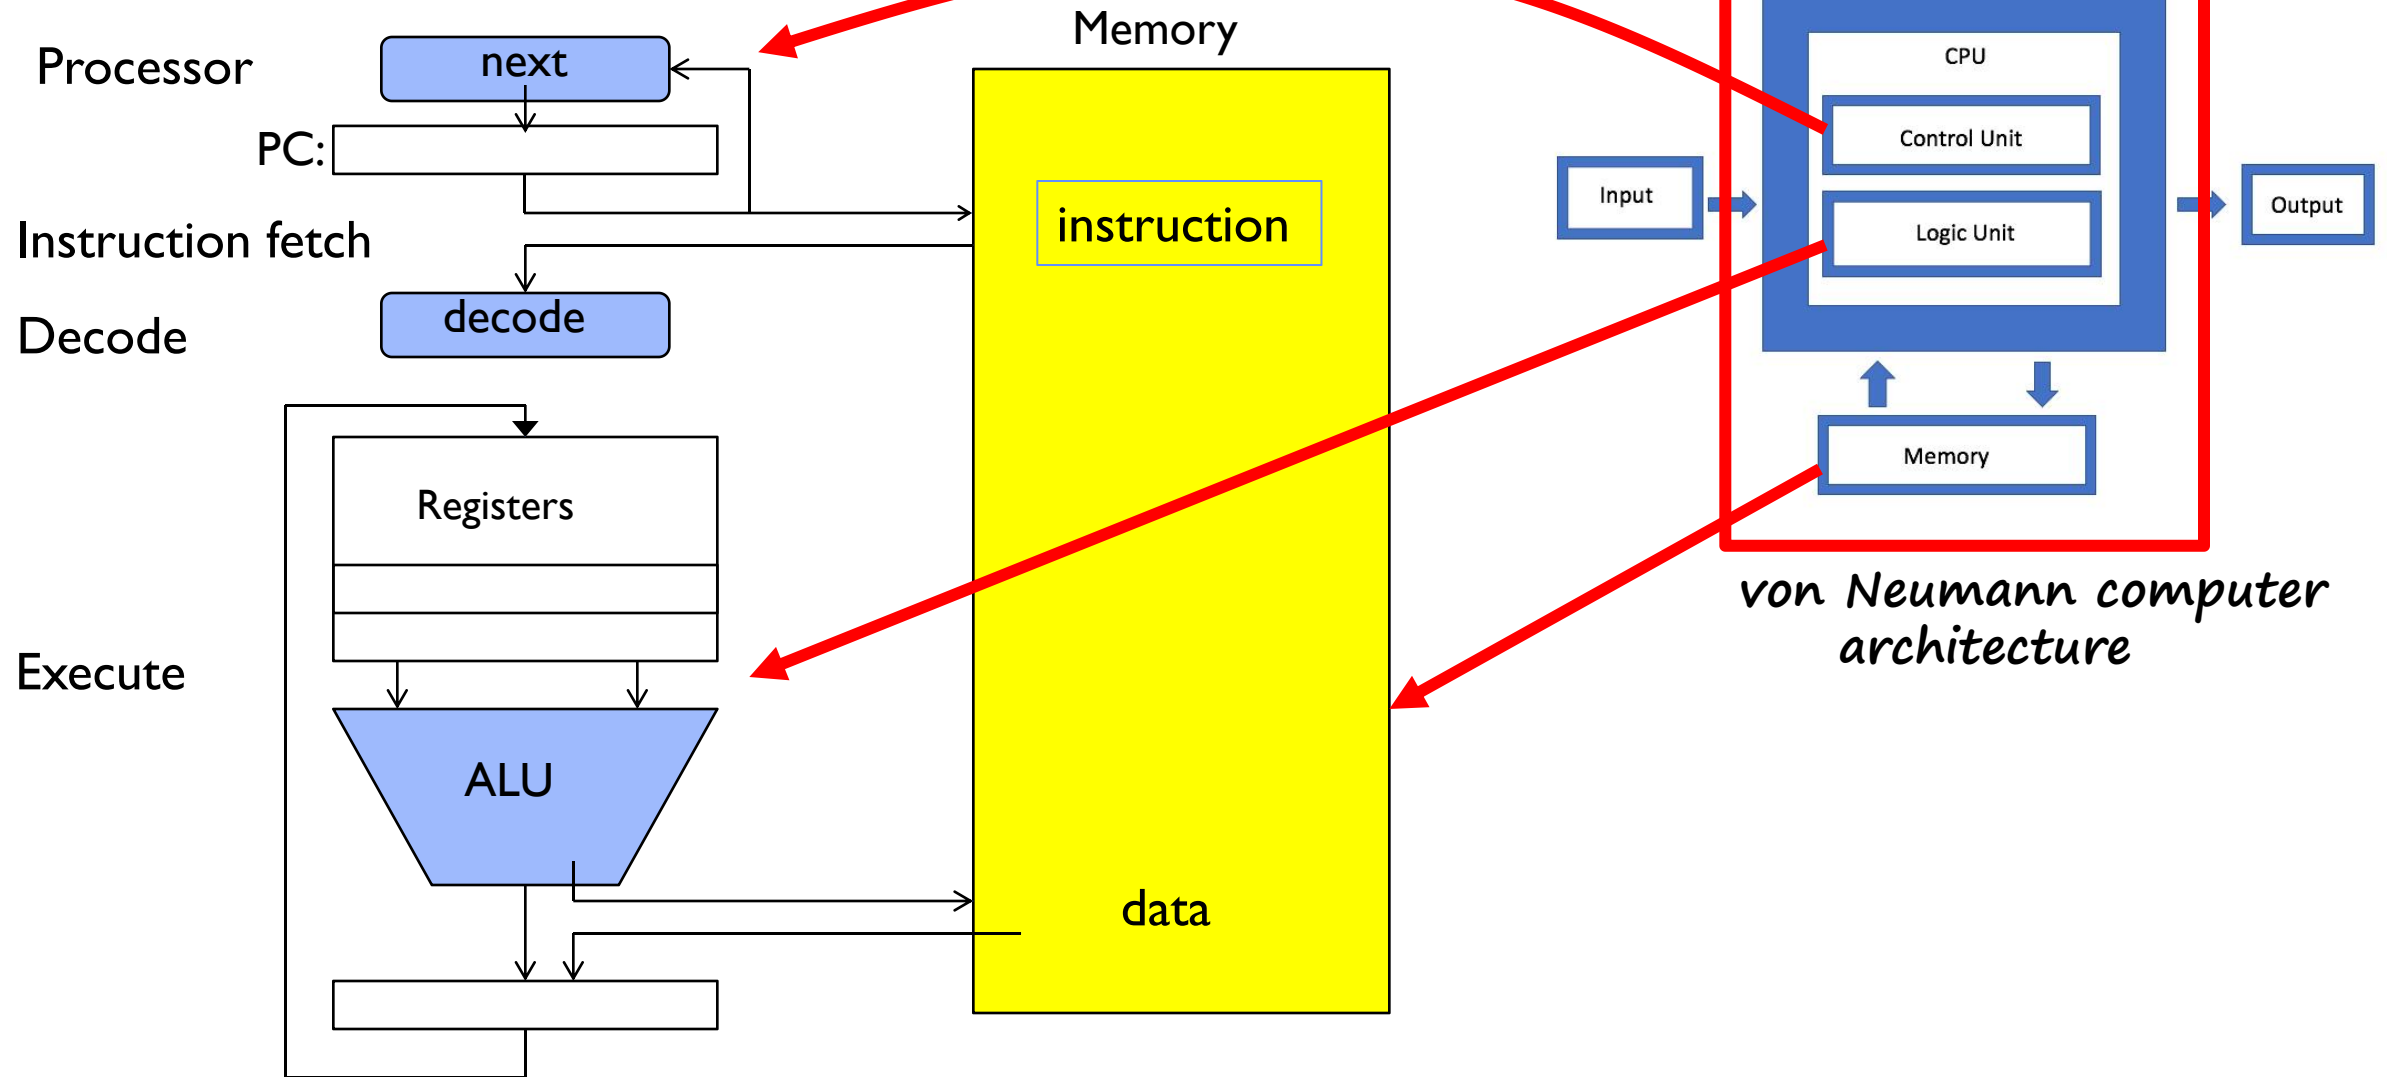 Memory
Processor
next
PC:
Instruction fetch
instruction
decode
Decode
Registers
Execute
ALU
data
CPU
Control Unit
Input
Logic Unit
Output
Memory
von Neumann computer
architecture